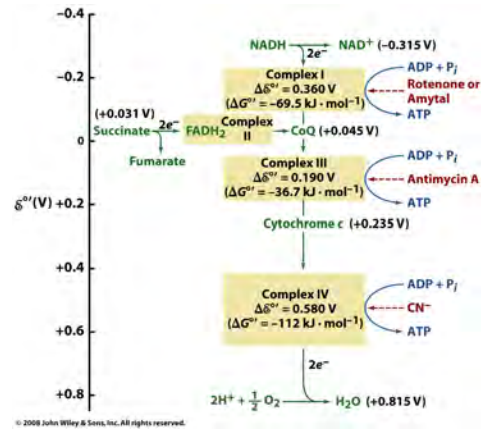 −0.4
NADH NAD⁺ (−0.315 V)
2e⁻
−0.2
Complex I
Δℰ°′ = 0.360 V
(ΔG°′ = −69.5 kJ · mol⁻¹)
ADP + Pᵢ
Rotenone or
Amytal
ATP
(+0.031 V)
Succinate 2e⁻ FADH₂ Complex
II
CoQ (+0.045 V)
0
Fumarate
Complex III
Δℰ°′ = 0.190 V
(ΔG°′ = −36.7 kJ · mol⁻¹)
ADP + Pᵢ
Antimycin A
ATP
ℰ°′(V) +0.2
Cytochrome c (+0.235 V)
+0.4
Complex IV
Δℰ°′ = 0.580 V
(ΔG°′ = −112 kJ · mol⁻¹)
ADP + Pᵢ
CN⁻
ATP
+0.6
2e⁻
+0.8
2H⁺ + 1/2 O₂ H₂O (+0.815 V)
© 2008 John Wiley & Sons, Inc. All rights reserved.